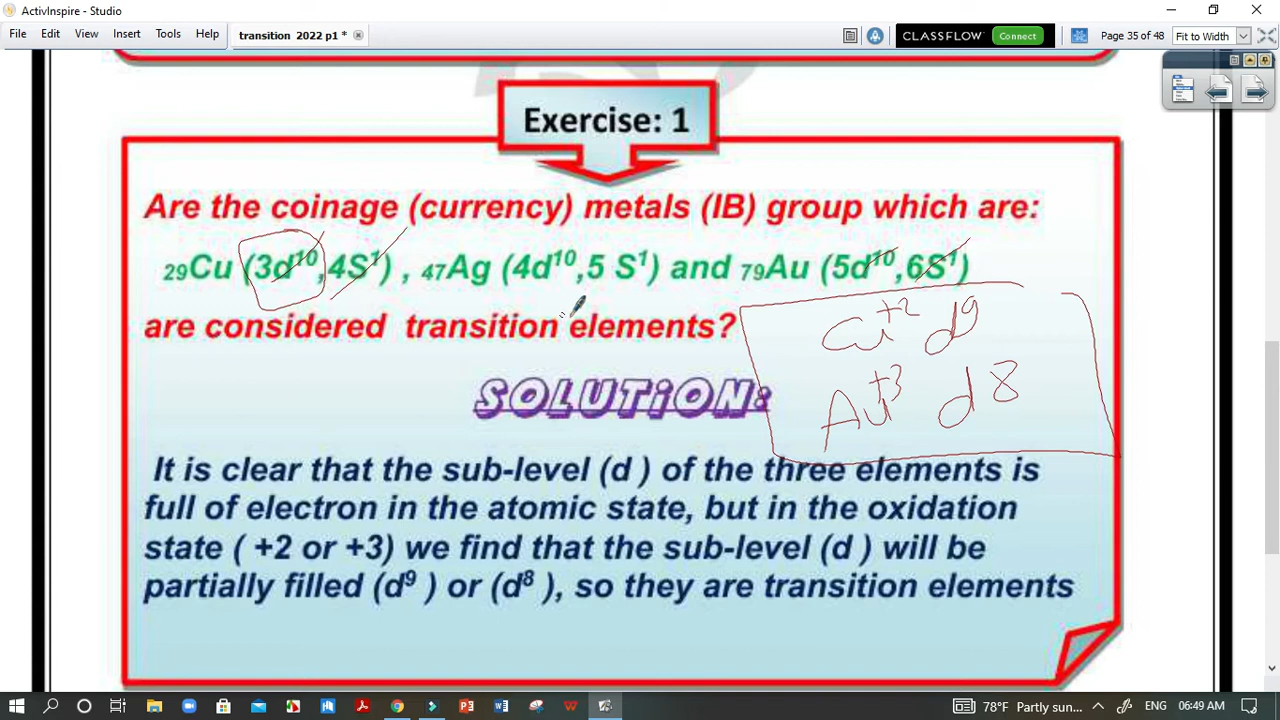 ActivInspire - Studio
File Edit View Insert Tools Help
transition 2022 p1 *
CLASSFLOW Connect
Page 35 of 48
Fit to Width
Exercise: 1
Are the coinage (currency) metals (IB) group which are:
₂₉Cu (3d¹⁰,4S¹) , ₄₇Ag (4d¹⁰,5 S¹) and ₇₉Au (5d¹⁰,6S¹)
are considered transition elements?
Cu⁺² d⁹
Au⁺³ d8
SOLUTION:
It is clear that the sub-level (d ) of the three elements is
full of electron in the atomic state, but in the oxidation
state ( +2 or +3) we find that the sub-level (d ) will be
partially filled (d⁹ ) or (d⁸ ), so they are transition elements
78°F Partly sun...
06:49 AM